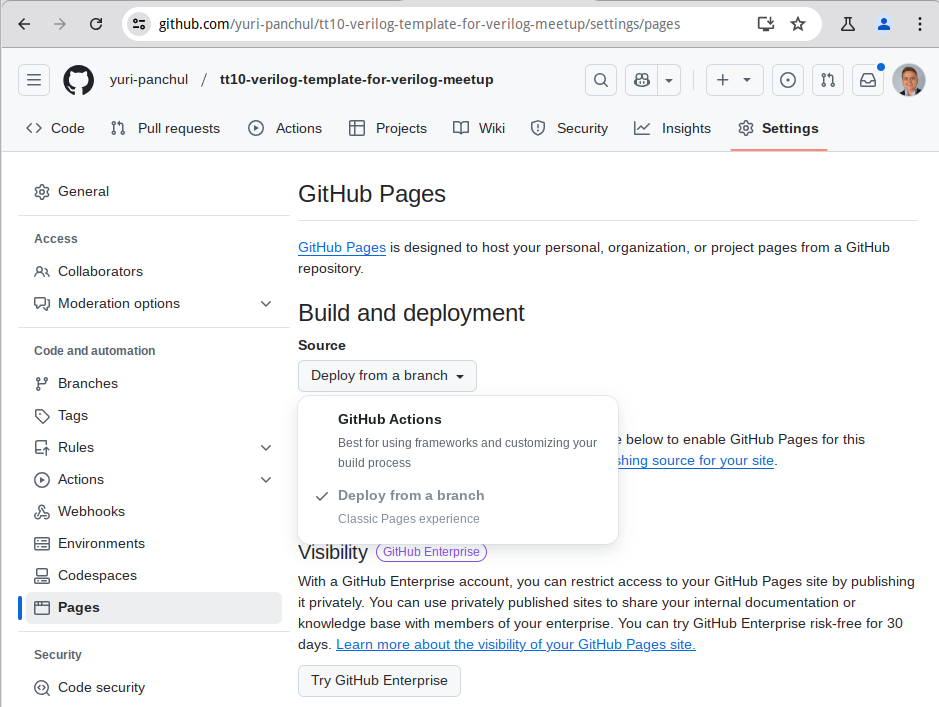 github.com/yuri-panchul/tt10-verilog-template-for-verilog-meetup/settings/pages
yuri-panchul / tt10-verilog-template-for-verilog-meetup
Code Pull requests Actions Projects Wiki Security Insights Settings
General
Access
Collaborators
Moderation options
Code and automation
Branches
Tags
Rules
Actions
Webhooks
Environments
Codespaces
Pages
Security
Code security
GitHub Pages
GitHub Pages is designed to host your personal, organization, or project pages from a GitHub
repository.
Build and deployment
Source
Deploy from a branch
GitHub Actions
Best for using frameworks and customizing your
build process
Deploy from a branch
Classic Pages experience
below to enable GitHub Pages for this
shing source for your site.
Visibility GitHub Enterprise
With a GitHub Enterprise account, you can restrict access to your GitHub Pages site by publishing
it privately. You can use privately published sites to share your internal documentation or
knowledge base with members of your enterprise. You can try GitHub Enterprise risk-free for 30
days. Learn more about the visibility of your GitHub Pages site.
Try GitHub Enterprise